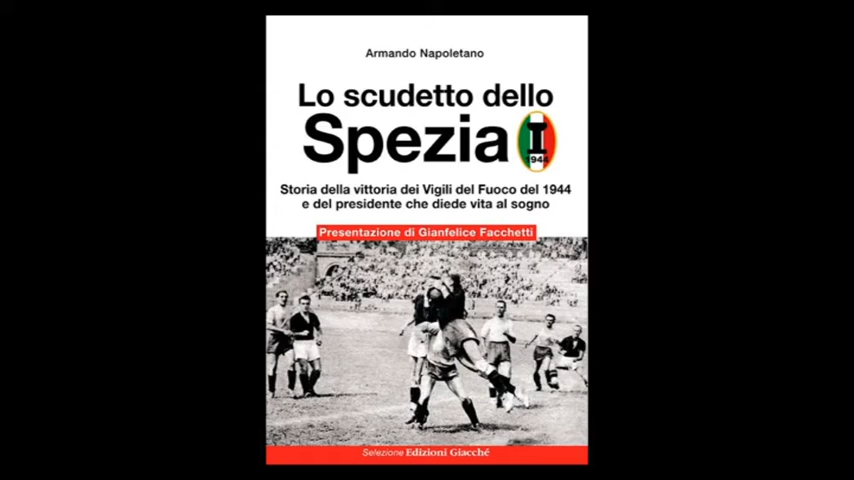 Armando Napoletano
Lo scudetto dello
Spezia
1944
Storia della vittoria dei Vigili del Fuoco del 1944
e del presidente che diede vita al sogno
Presentazione di Gianfelice Facchetti
Selezione Edizioni Giacché